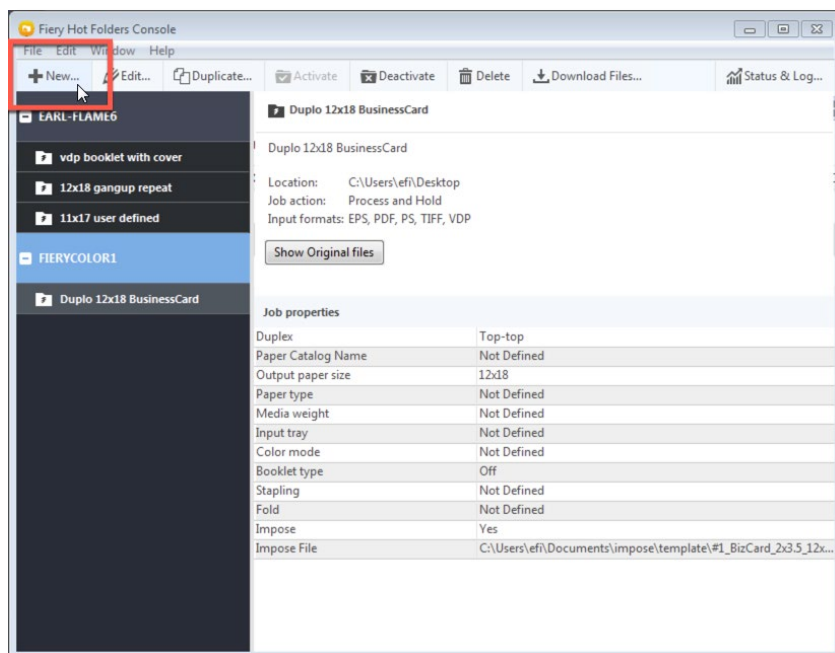 Fiery Hot Folders Console
File Edit Window Help
New... Edit... Duplicate... Activate Deactivate Delete Download Files... Status & Log...
EARL-FLAME6
vdp booklet with cover
12x18 gangup repeat
11x17 user defined
FIERYCOLOR1
Duplo 12x18 BusinessCard
Duplo 12x18 BusinessCard
Duplo 12x18 BusinessCard
Location: C:\Users\efi\Desktop
Job action: Process and Hold
Input formats: EPS, PDF, PS, TIFF, VDP
Show Original files
Job properties
Duplex Top-top
Paper Catalog Name Not Defined
Output paper size 12x18
Paper type Not Defined
Media weight Not Defined
Input tray Not Defined
Color mode Not Defined
Booklet type Off
Stapling Not Defined
Fold Not Defined
Impose Yes
Impose File C:\Users\efi\Documents\impose\template\#1_BizCard_2x3.5_12x...